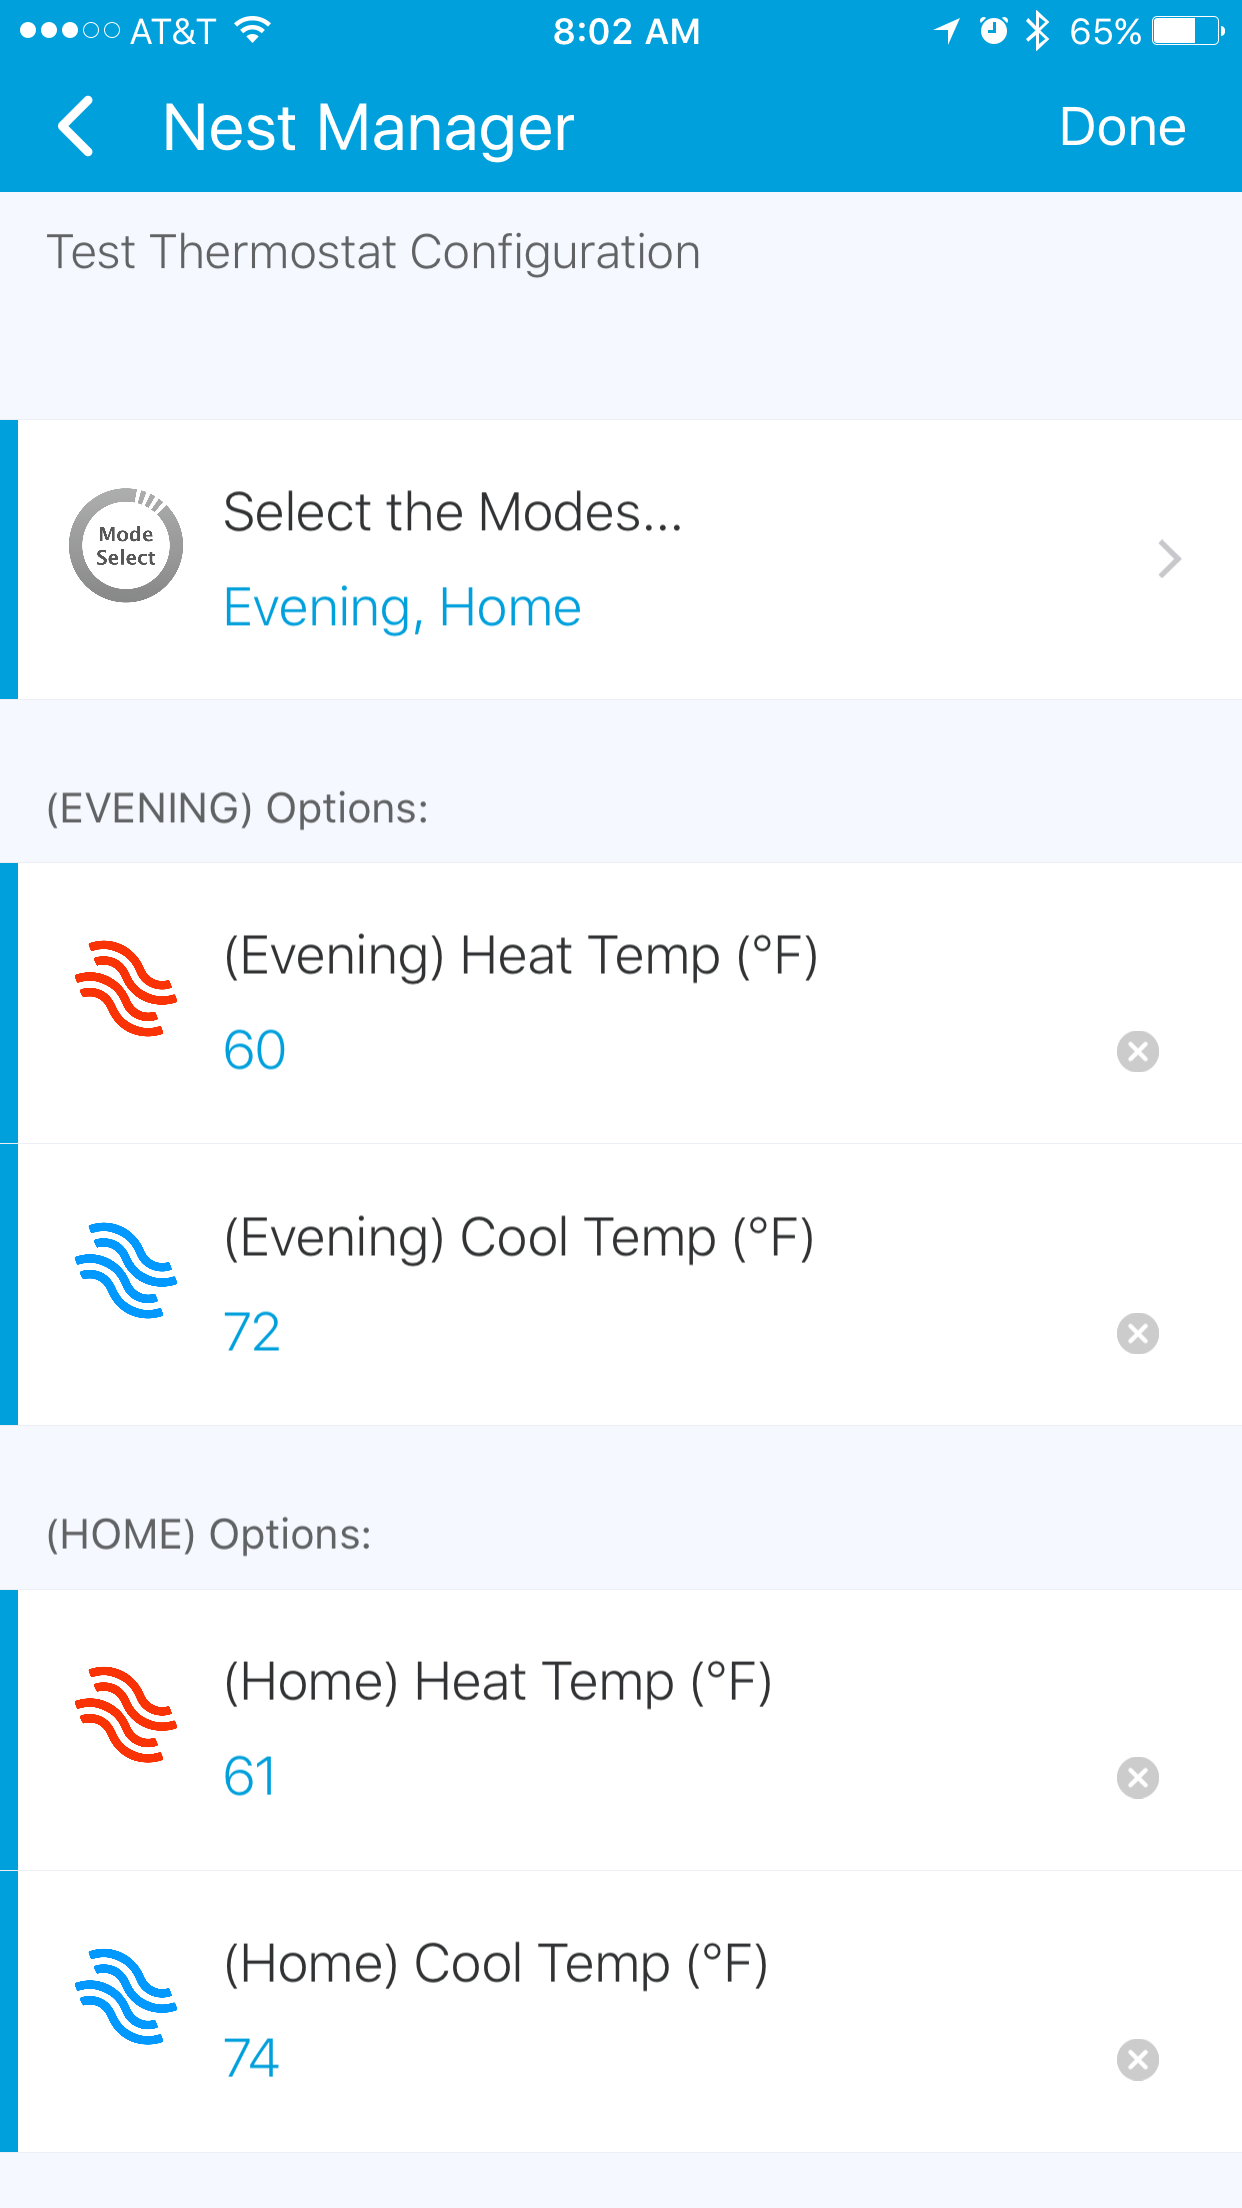 AT&T 8:02 AM 65%
Nest Manager Done
Test Thermostat Configuration
Mode
Select
Select the Modes...
Evening, Home
(EVENING) Options:
(Evening) Heat Temp (°F)
60
(Evening) Cool Temp (°F)
72
(HOME) Options:
(Home) Heat Temp (°F)
61
(Home) Cool Temp (°F)
74